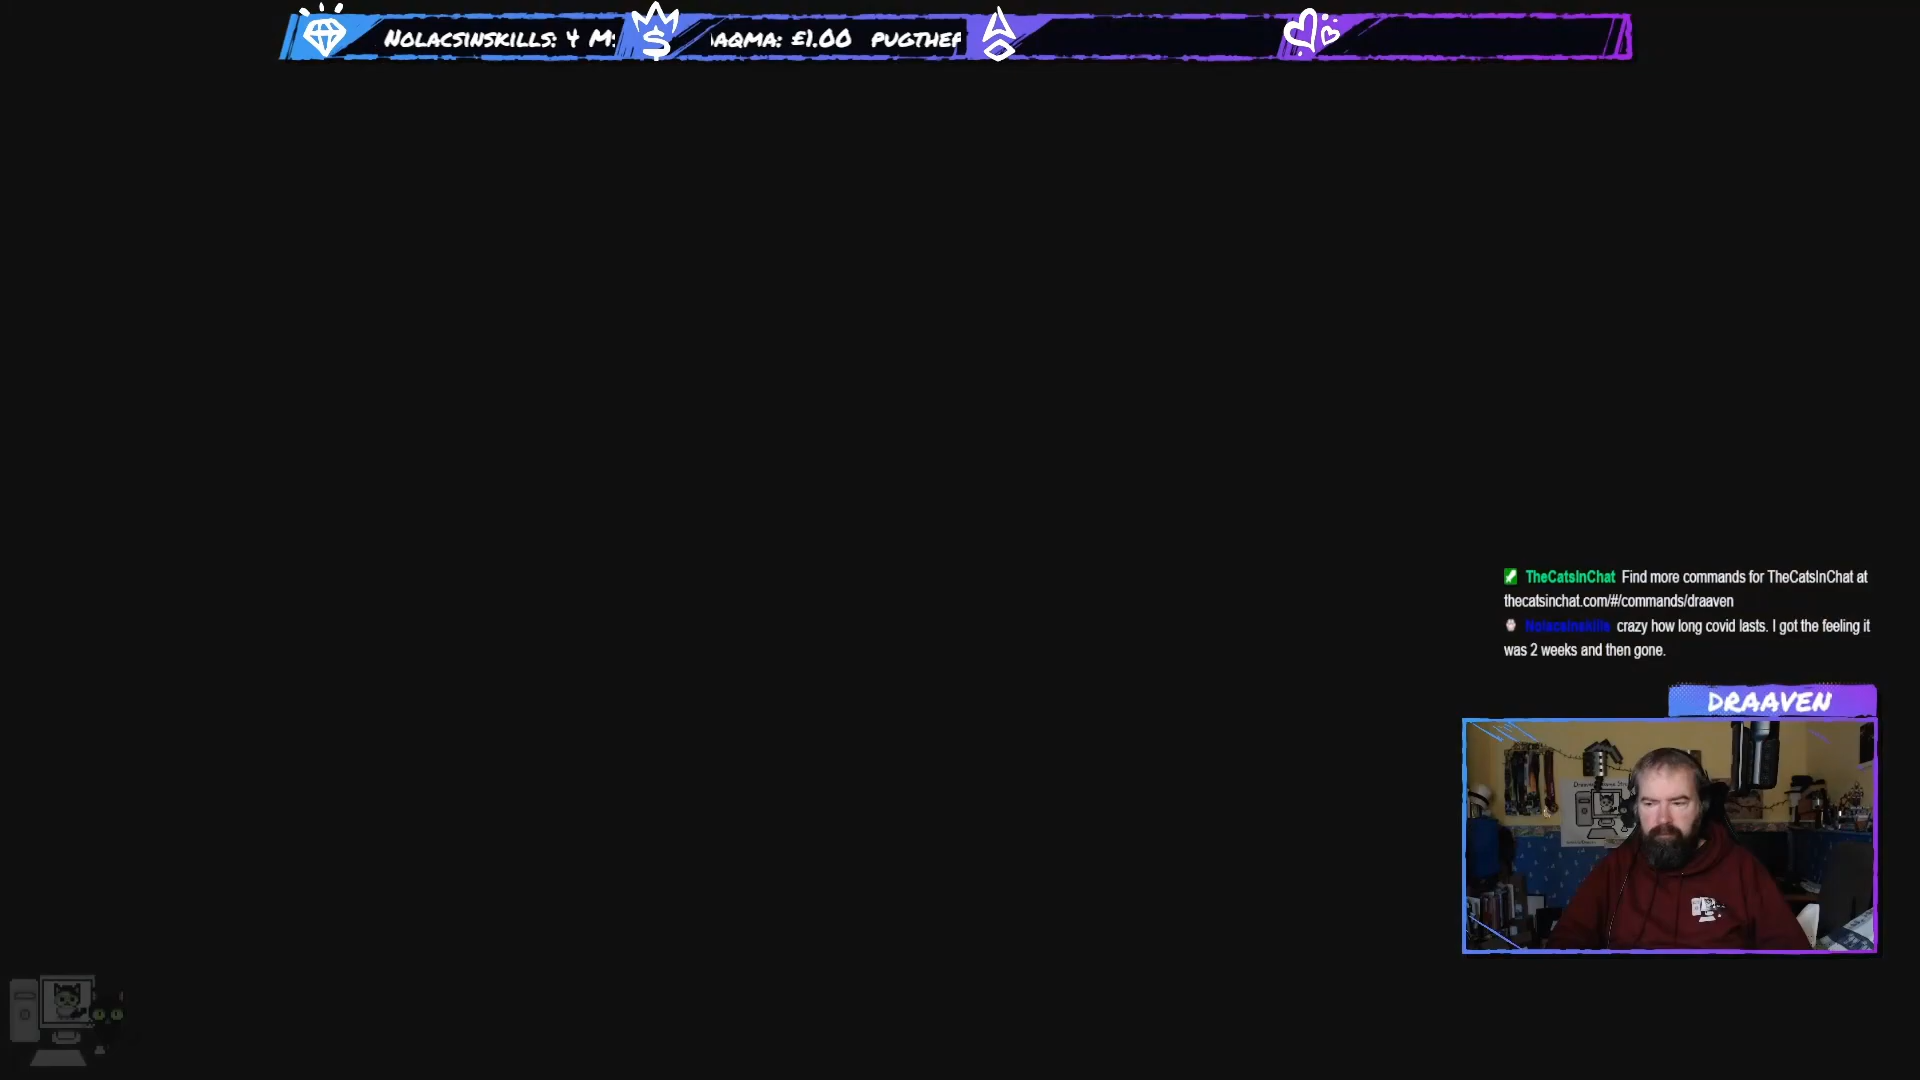 NOLACSINSKILLS: 4 M
AQMA: £1.00 PUGTHEF
TheCatsInChat Find more commands for TheCatsInChat at
thecatsinchat.com/#/commands/draaven
Nolacsinskills crazy how long covid lasts. I got the feeling it
was 2 weeks and then gone.
DRAAVEN